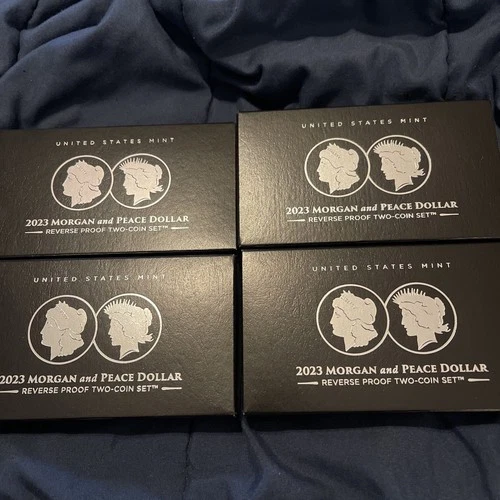 UNITED STATES MINT
2023 MORGAN and PEACE DOLLAR
REVERSE PROOF TWO-COIN SET™
UNITED STATES MINT
2023 MORGAN and PEACE DOLLAR
REVERSE PROOF TWO-COIN SET™
UNITED STATES MINT
2023 MORGAN and PEACE DOLLAR
REVERSE PROOF TWO-COIN SET™
UNITED STATES MINT
2023 MORGAN and PEACE DOLLAR
REVERSE PROOF TWO-COIN SET™